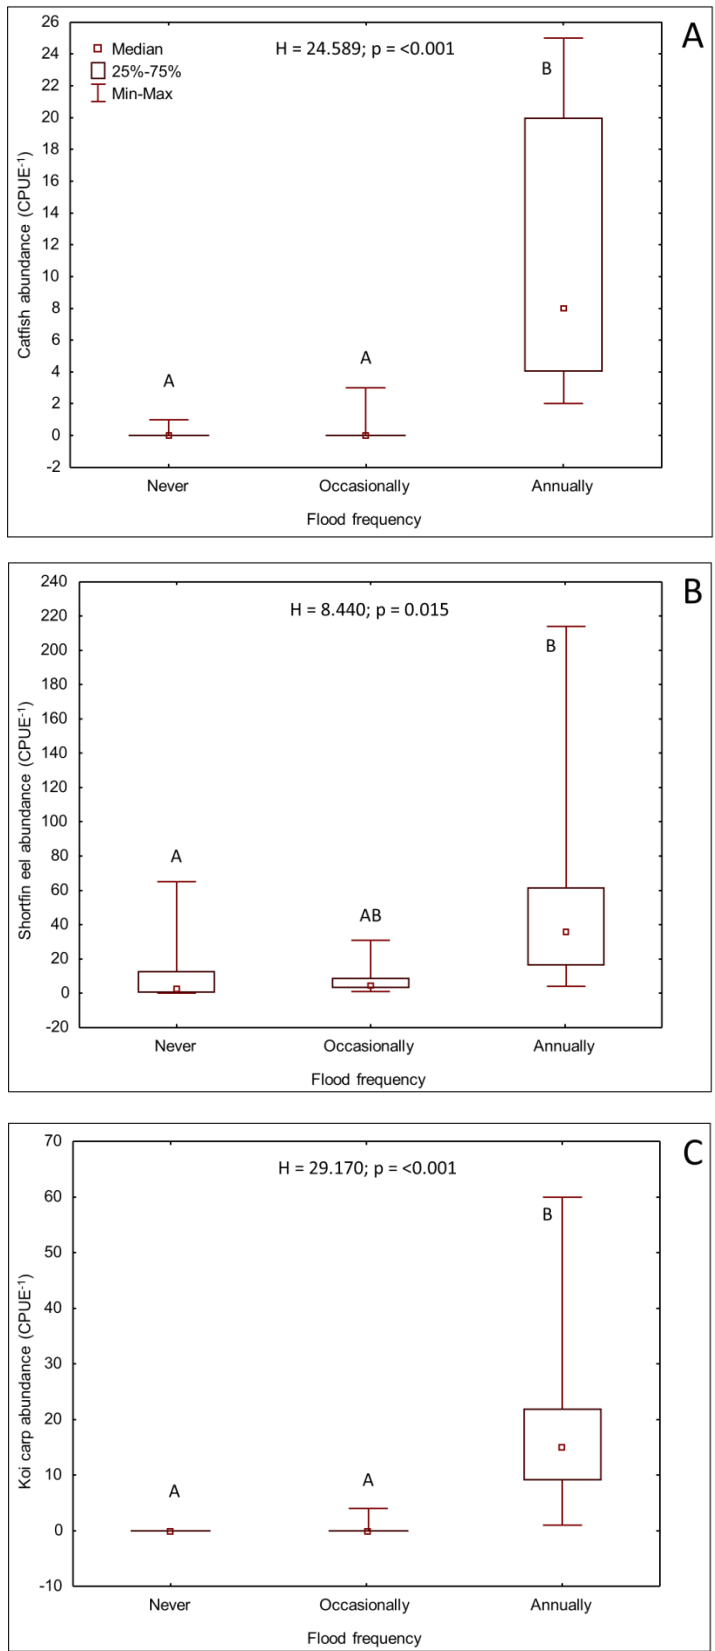 A
H = 24.589; p = <0.001
Median
25%-75%
Min-Max
Catfish abundance (CPUE-1)
26
24
22
20
18
16
14
12
10
8
6
4
2
0
-2
A
A
B
Never Occasionally Annually
Flood frequency
B
H = 8.440; p = 0.015
Shortfin eel abundance (CPUE-1)
240
220
200
180
160
140
120
100
80
60
40
20
0
-20
A
AB
B
Never Occasionally Annually
Flood frequency
C
H = 29.170; p = <0.001
Koi carp abundance (CPUE-1)
70
60
50
40
30
20
10
0
-10
A
A
B
Never Occasionally Annually
Flood frequency